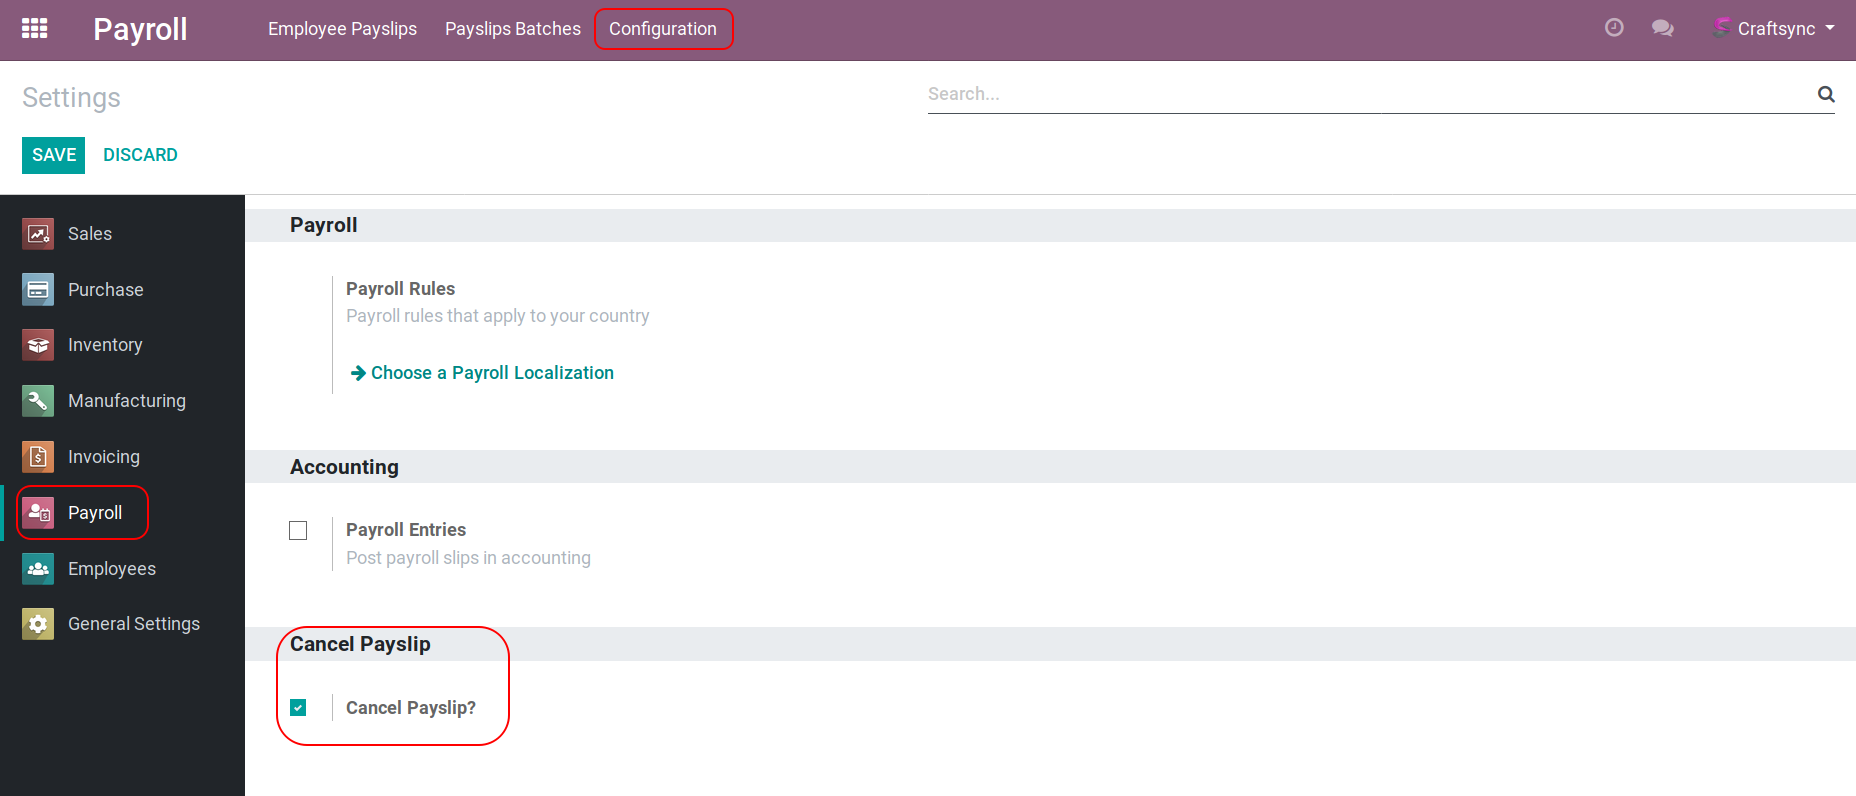 Payroll
Employee Payslips
Payslips Batches
Configuration
Craftsync
Settings
Search...
SAVE
DISCARD
Sales
Purchase
Inventory
Manufacturing
Invoicing
Payroll
Employees
General Settings
Payroll
Payroll Rules
Payroll rules that apply to your country
Choose a Payroll Localization
Accounting
Payroll Entries
Post payroll slips in accounting
Cancel Payslip
Cancel Payslip?